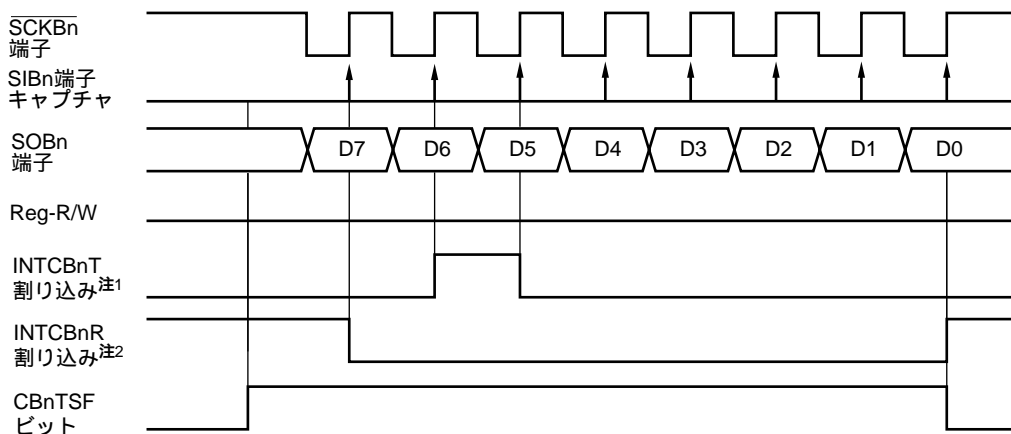 SCKBn
端子
SIBn端子
キャプチャ
SOBn
端子
D7 D6 D5 D4 D3 D2 D1 D0
Reg-R/W
INTCBnT
割り込み注1
INTCBnR
割り込み注2
CBnTSF
ビット